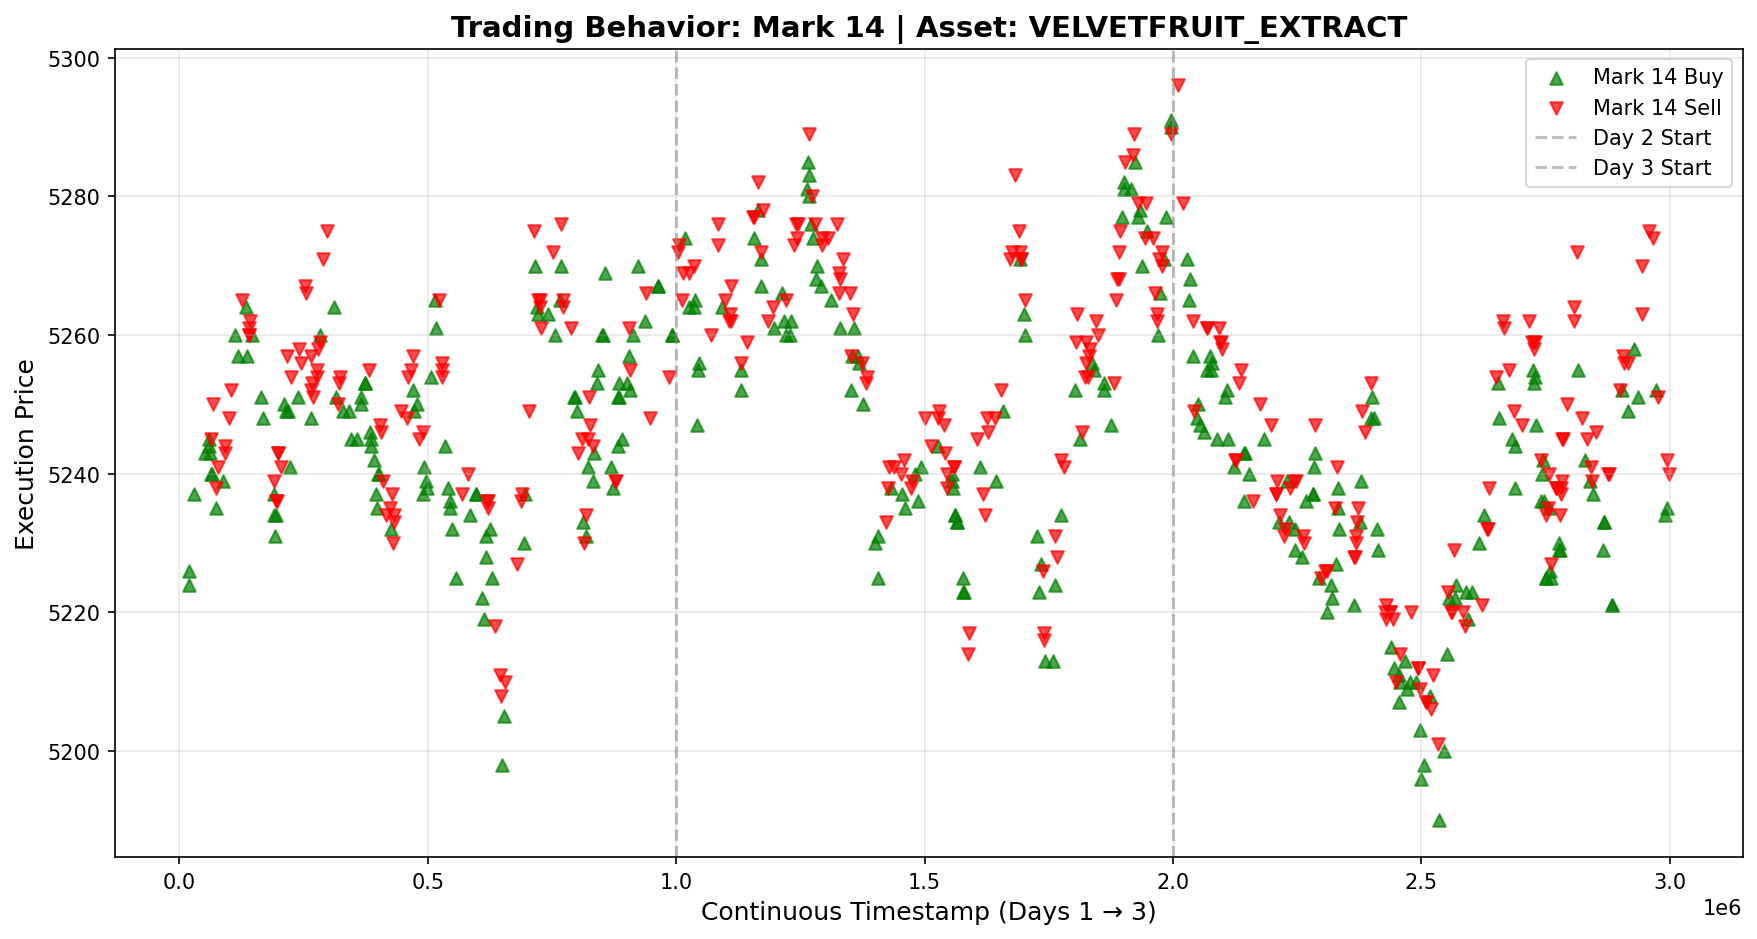 Trading Behavior: Mark 14 | Asset: VELVETFRUIT_EXTRACT
Mark 14 Buy
Mark 14 Sell
Day 2 Start
Day 3 Start
Execution Price
5300
5280
5260
5240
5220
5200
0.0
0.5
1.0
1.5
2.0
2.5
3.0
1e6
Continuous Timestamp (Days 1 → 3)